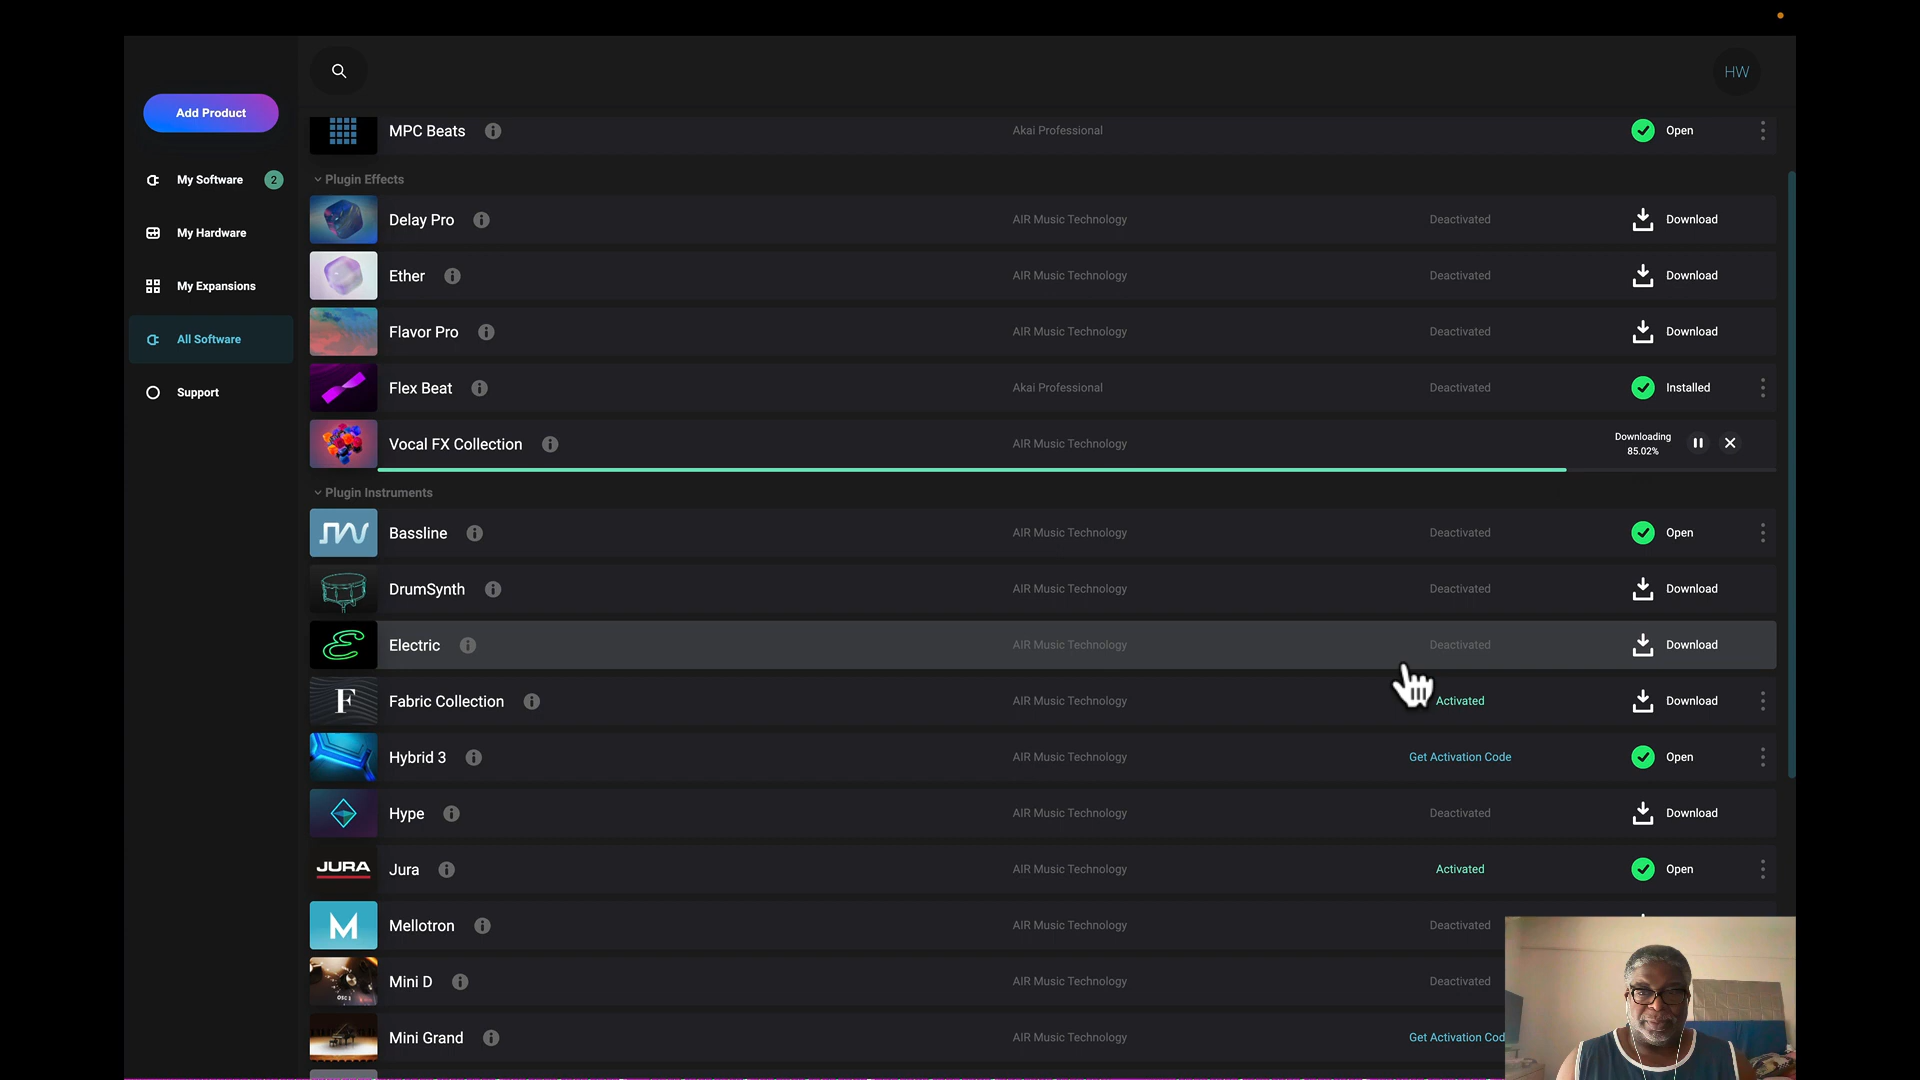 HW
Add Product
My Software 2
My Hardware
My Expansions
All Software
Support
MPC Beats Akai Professional Open
Plugin Effects
Delay Pro AIR Music Technology Deactivated Download
Ether AIR Music Technology Deactivated Download
Flavor Pro AIR Music Technology Deactivated Download
Flex Beat Akai Professional Deactivated Installed
Vocal FX Collection AIR Music Technology Downloading
85.02%
Plugin Instruments
Bassline AIR Music Technology Deactivated Open
DrumSynth AIR Music Technology Deactivated Download
Electric AIR Music Technology Deactivated Download
F Fabric Collection AIR Music Technology Activated Download
Hybrid 3 AIR Music Technology Get Activation Code Open
Hype AIR Music Technology Deactivated Download
JURA Jura AIR Music Technology Activated Open
M Mellotron AIR Music Technology Deactivated
OSC Mini D AIR Music Technology Deactivated
Mini Grand AIR Music Technology Get Activation Cod